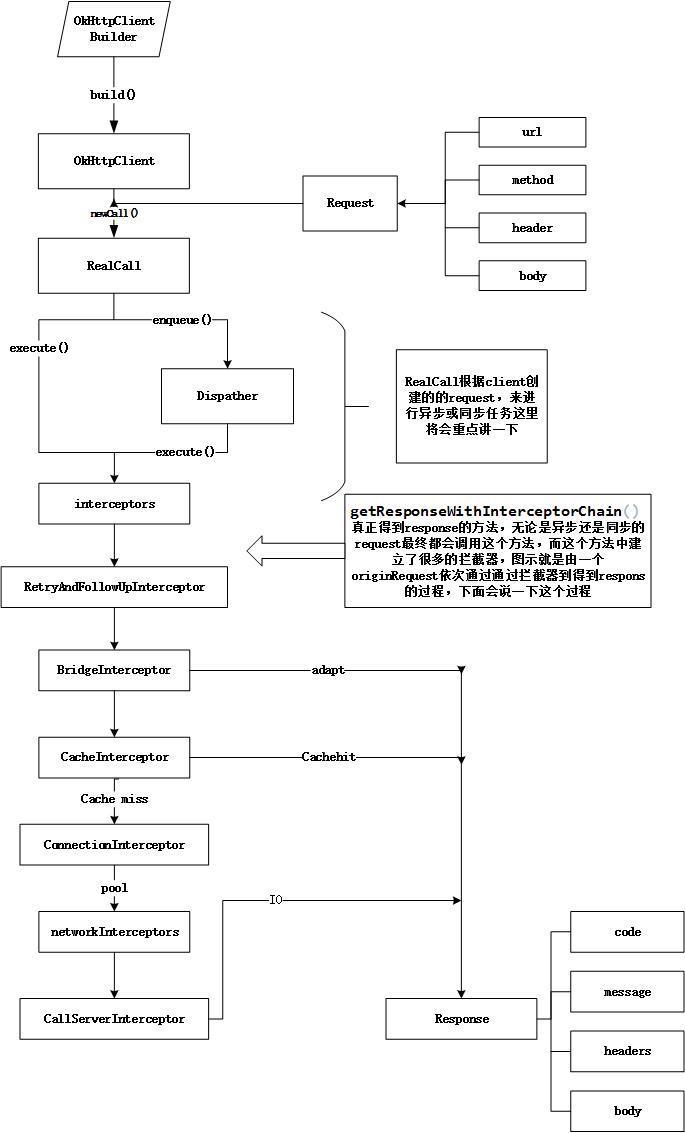 OkHttpClient
Builder
build()
OkHttpClient
url
method
Request
newCall()
header
RealCall
body
enqueue()
execute()
RealCall根据client创
建的的request，来进
行异步或同步任务这里
将会重点讲一下
Dispather
execute()
interceptors
getResponseWithInterceptorChain()
真正得到response的方法，无论是异步还是同步的
request最终都会调用这个方法，而这个方法中建
立了很多的拦截器，图示就是由一个
originRequest依次通过通过拦截器到得到respons
的过程，下面会说一下这个过程
RetryAndFollowUpInterceptor
BridgeInterceptor
adapt
CacheInterceptor
Cachehit
Cache miss
ConnectionInterceptor
pool
IO
networkInterceptors
code
message
CallServerInterceptor
Response
headers
body